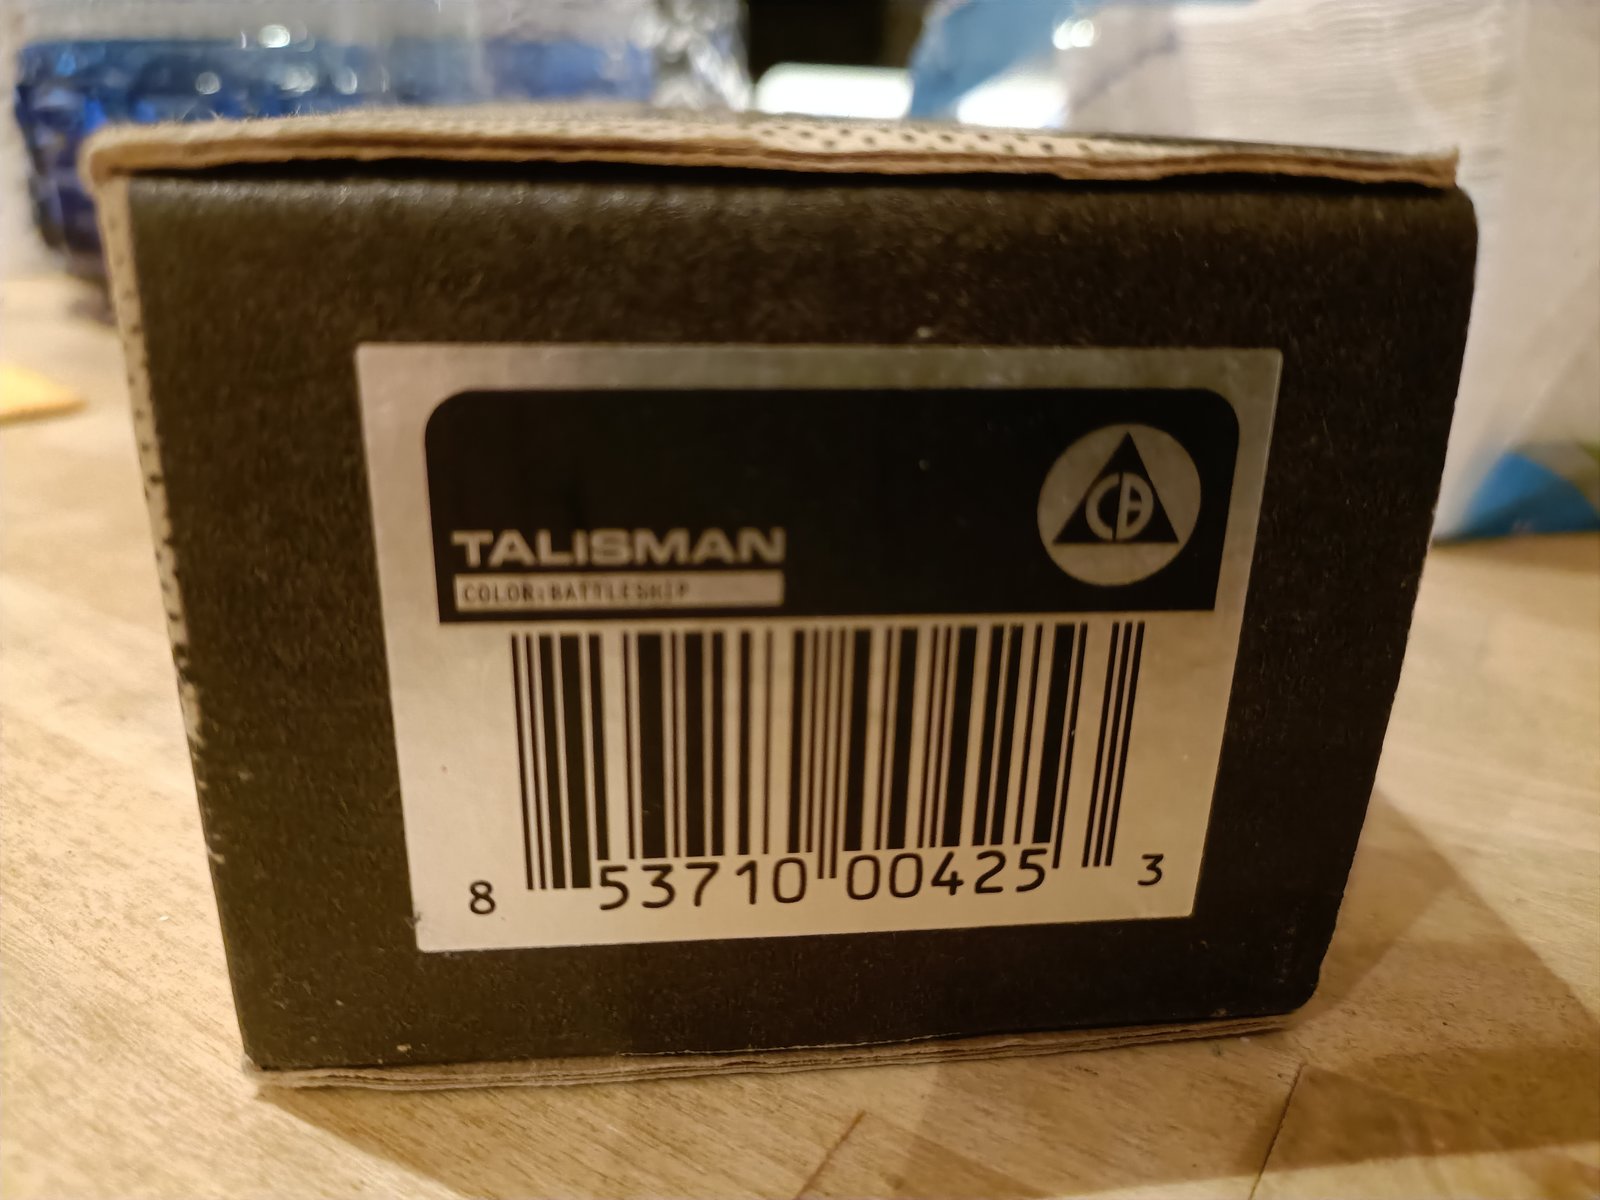 TALISMAN
COLOR:BATTLESHIP
CB
8 53710 00425 3